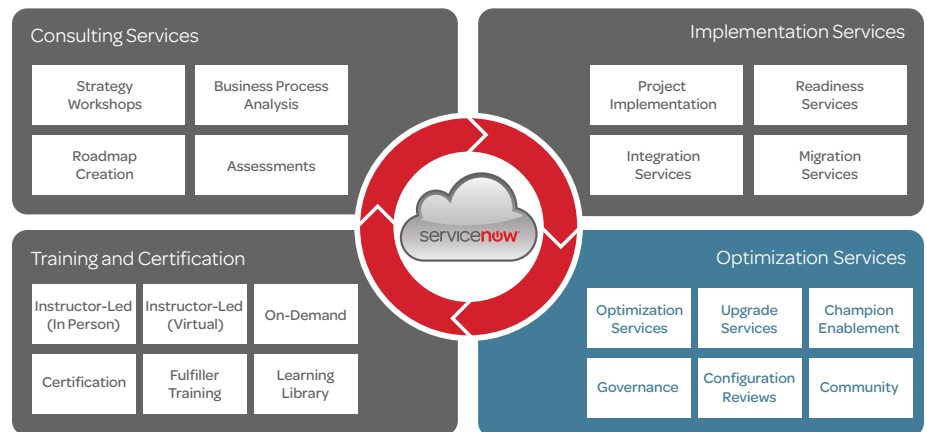 Consulting Services
Strategy
Workshops
Business Process
Analysis
Roadmap
Creation
Assessments
Implementation Services
Project
Implementation
Readiness
Services
Integration
Services
Migration
Services
servicenow
Training and Certification
Instructor-Led
(In Person)
Instructor-Led
(Virtual)
On-Demand
Certification
Fulfiller
Training
Learning
Library
Optimization Services
Optimization
Services
Upgrade
Services
Champion
Enablement
Governance
Configuration
Reviews
Community